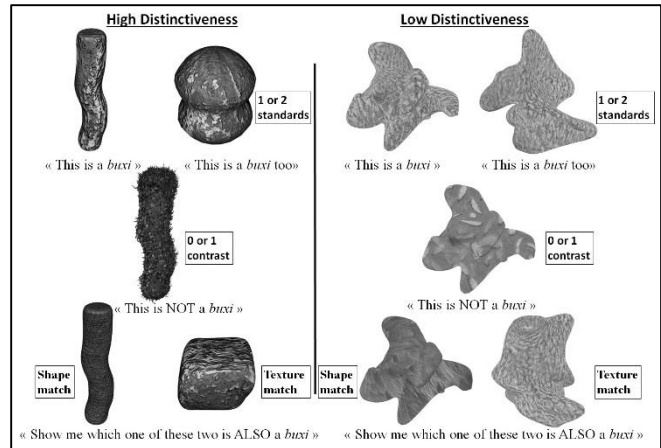 High Distinctiveness
Low Distinctiveness
1 or 2 standards
1 or 2 standards
« This is a buxi »
« This is a buxi too»
« This is a buxi »
« This is a buxi too»
0 or 1 contrast
0 or 1 contrast
« This is NOT a buxi »
« This is NOT a buxi »
Shape match
Texture match
Shape match
Texture match
« Show me which one of these two is ALSO a buxi »
« Show me which one of these two is ALSO a buxi »